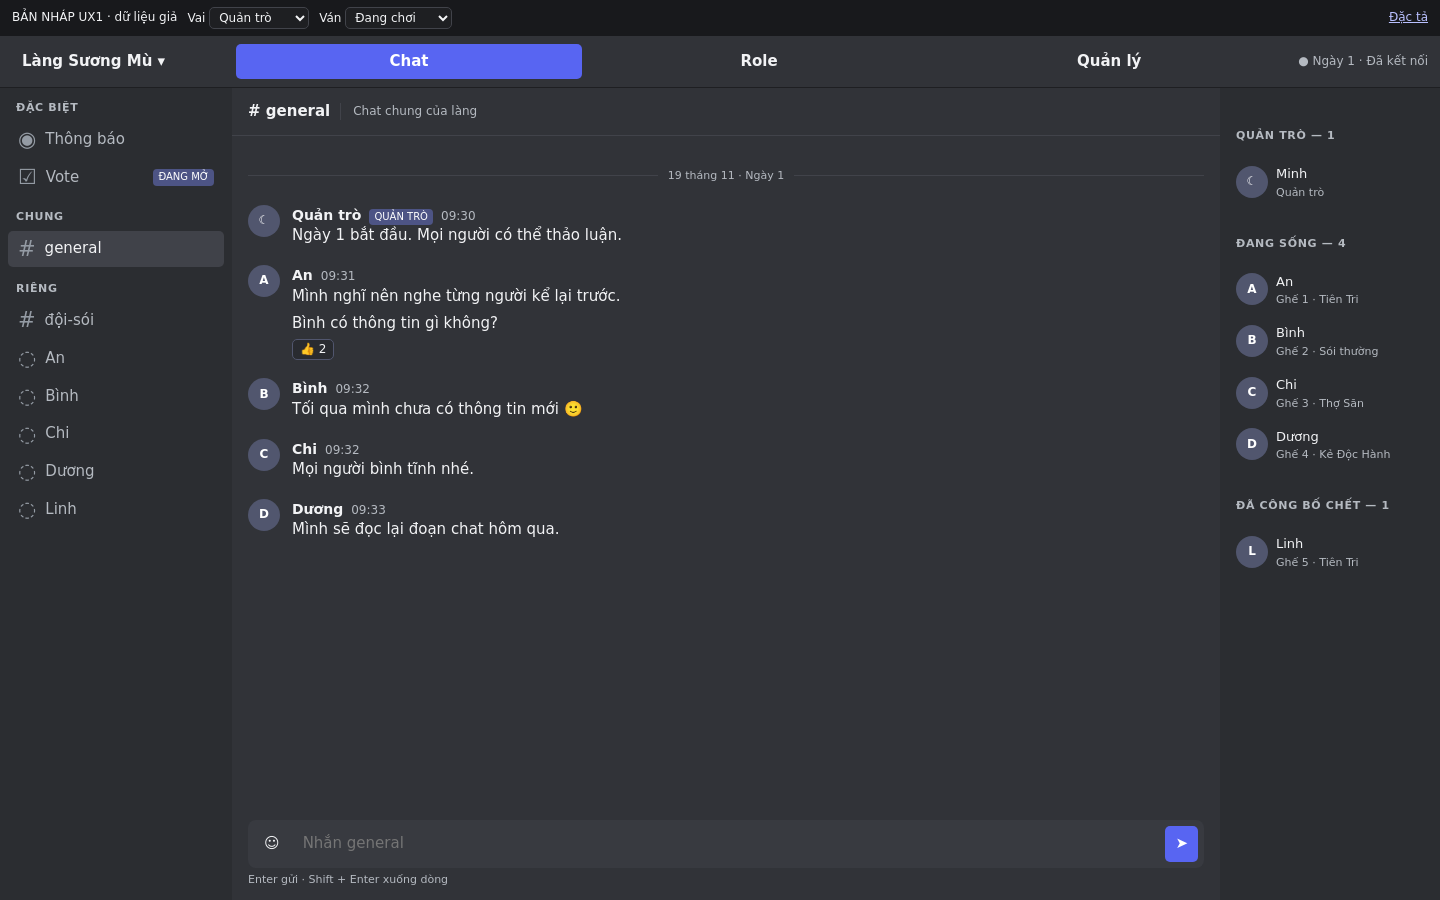 BẢN NHÁP UX1 · dữ liệu giả Vai Quản trò Ván Đang chơi Đặc tả
Làng Sương Mù ▾ Chat Role Quản lý ● Ngày 1 · Đã kết nối
ĐẶC BIỆT
Thông báo
Vote ĐANG MỞ
CHUNG
# general
RIÊNG
# đội-sói
An
Bình
Chi
Dương
Linh
# general Chat chung của làng
19 tháng 11 · Ngày 1
Quản trò QUẢN TRÒ 09:30
Ngày 1 bắt đầu. Mọi người có thể thảo luận.
A An 09:31
Mình nghĩ nên nghe từng người kể lại trước.
Bình có thông tin gì không?
👍 2
B Bình 09:32
Tối qua mình chưa có thông tin mới 🙂
C Chi 09:32
Mọi người bình tĩnh nhé.
D Dương 09:33
Mình sẽ đọc lại đoạn chat hôm qua.
Nhắn general
Enter gửi · Shift + Enter xuống dòng
QUẢN TRÒ — 1
Minh
Quản trò
ĐANG SỐNG — 4
A An
Ghế 1 · Tiên Tri
B Bình
Ghế 2 · Sói thường
C Chi
Ghế 3 · Thợ Săn
D Dương
Ghế 4 · Kẻ Độc Hành
ĐÃ CÔNG BỐ CHẾT — 1
L Linh
Ghế 5 · Tiên Tri